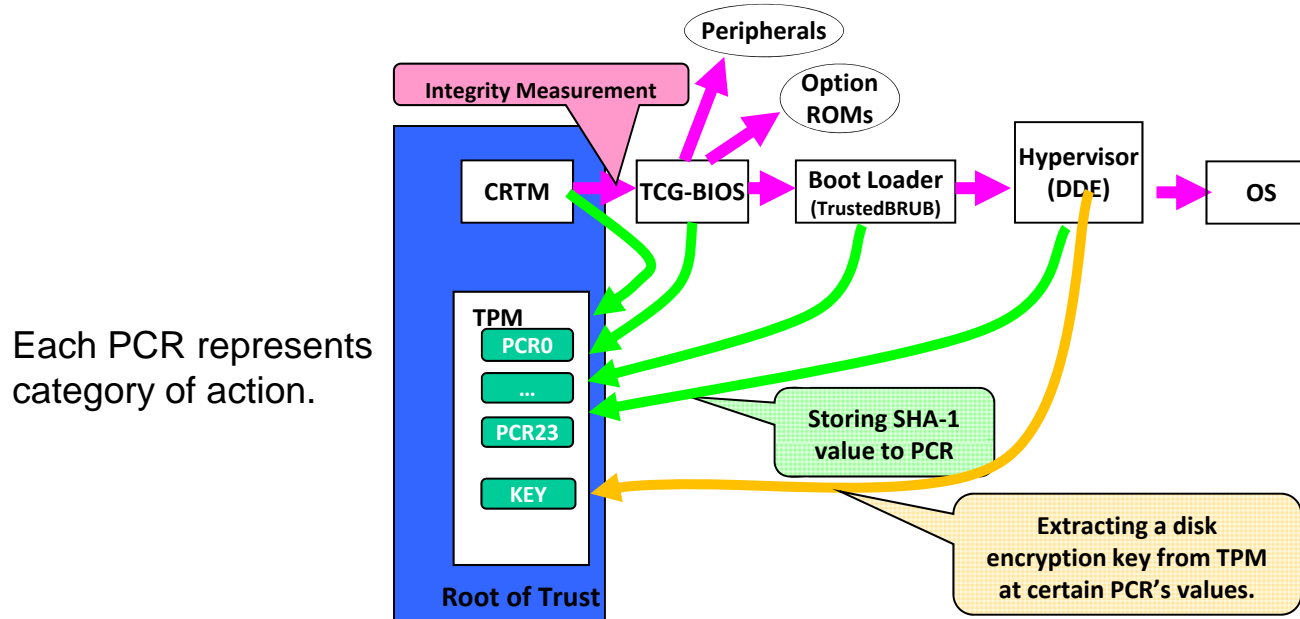 Peripherals
Integrity Measurement
Option
ROMs
CRTM
TCG-BIOS
Boot Loader
(TrustedBRUB)
Hypervisor
(DDE)
OS
Each PCR represents
category of action.
TPM
PCR0
...
PCR23
KEY
Root of Trust
Storing SHA-1
value to PCR
Extracting a disk
encryption key from TPM
at certain PCR's values.